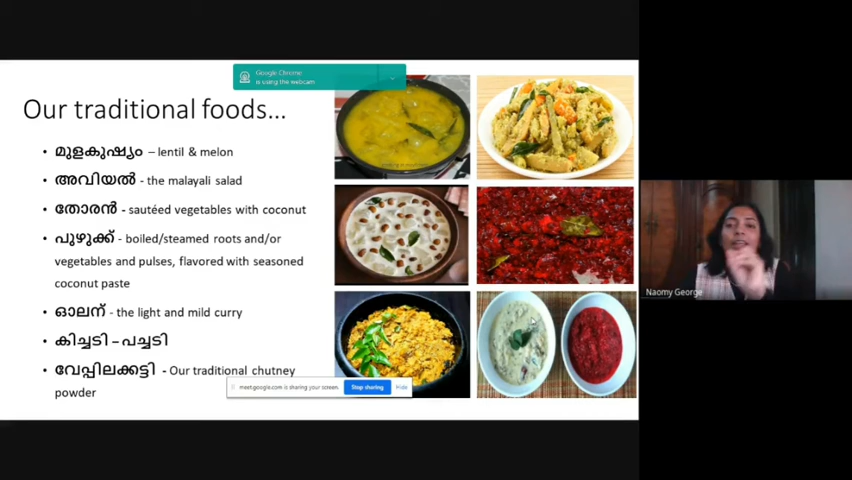 Google Chrome
is using the webcam
Our traditional foods...
• മുളകുഷ്യം – lentil & melon
• അവിയൽ - the malayali salad
• തോരൻ - sautéed vegetables with coconut
• പുഴുക്ക് - boiled/steamed roots and/or
vegetables and pulses, flavored with seasoned
coconut paste
• ഓലന് - the light and mild curry
• കിച്ചടി – പച്ചടി
• വേപ്പിലക്കട്ടി - Our traditional chutney
powder
meet.google.com is sharing your screen.
Stop sharing
Hide
Naomy George